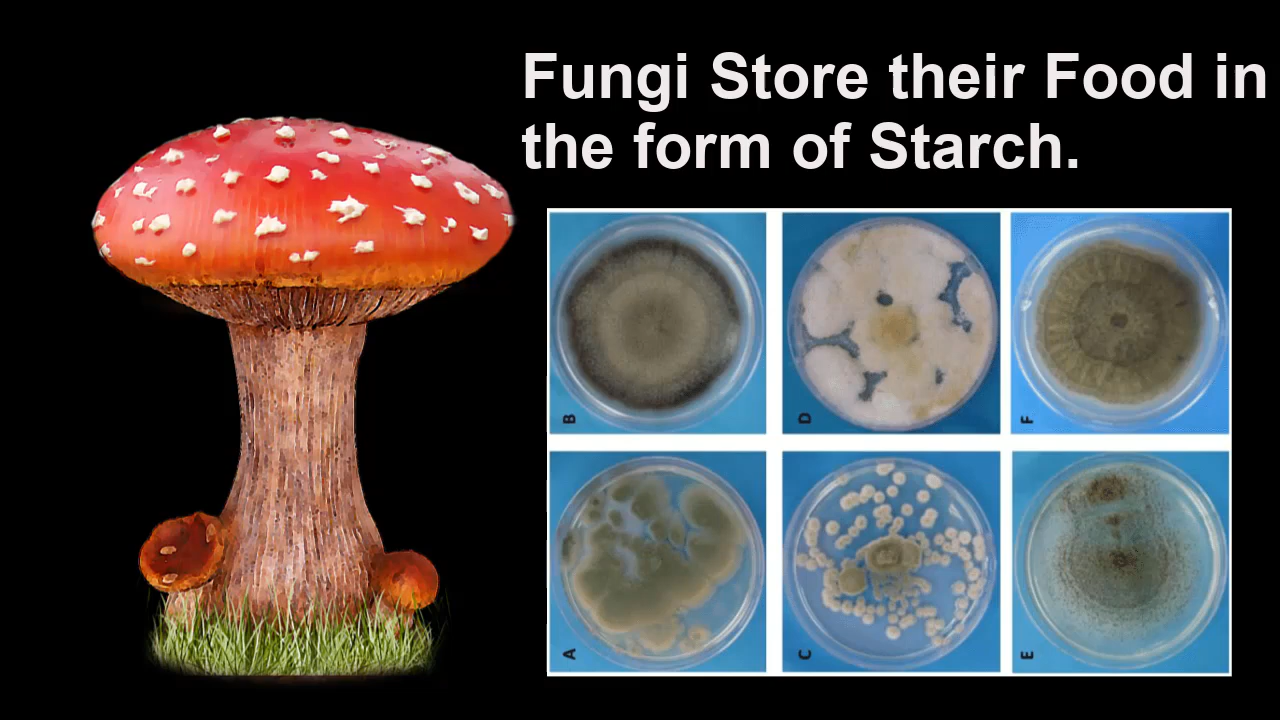 Fungi Store their Food in
the form of Starch.
B
D
F
A
C
E